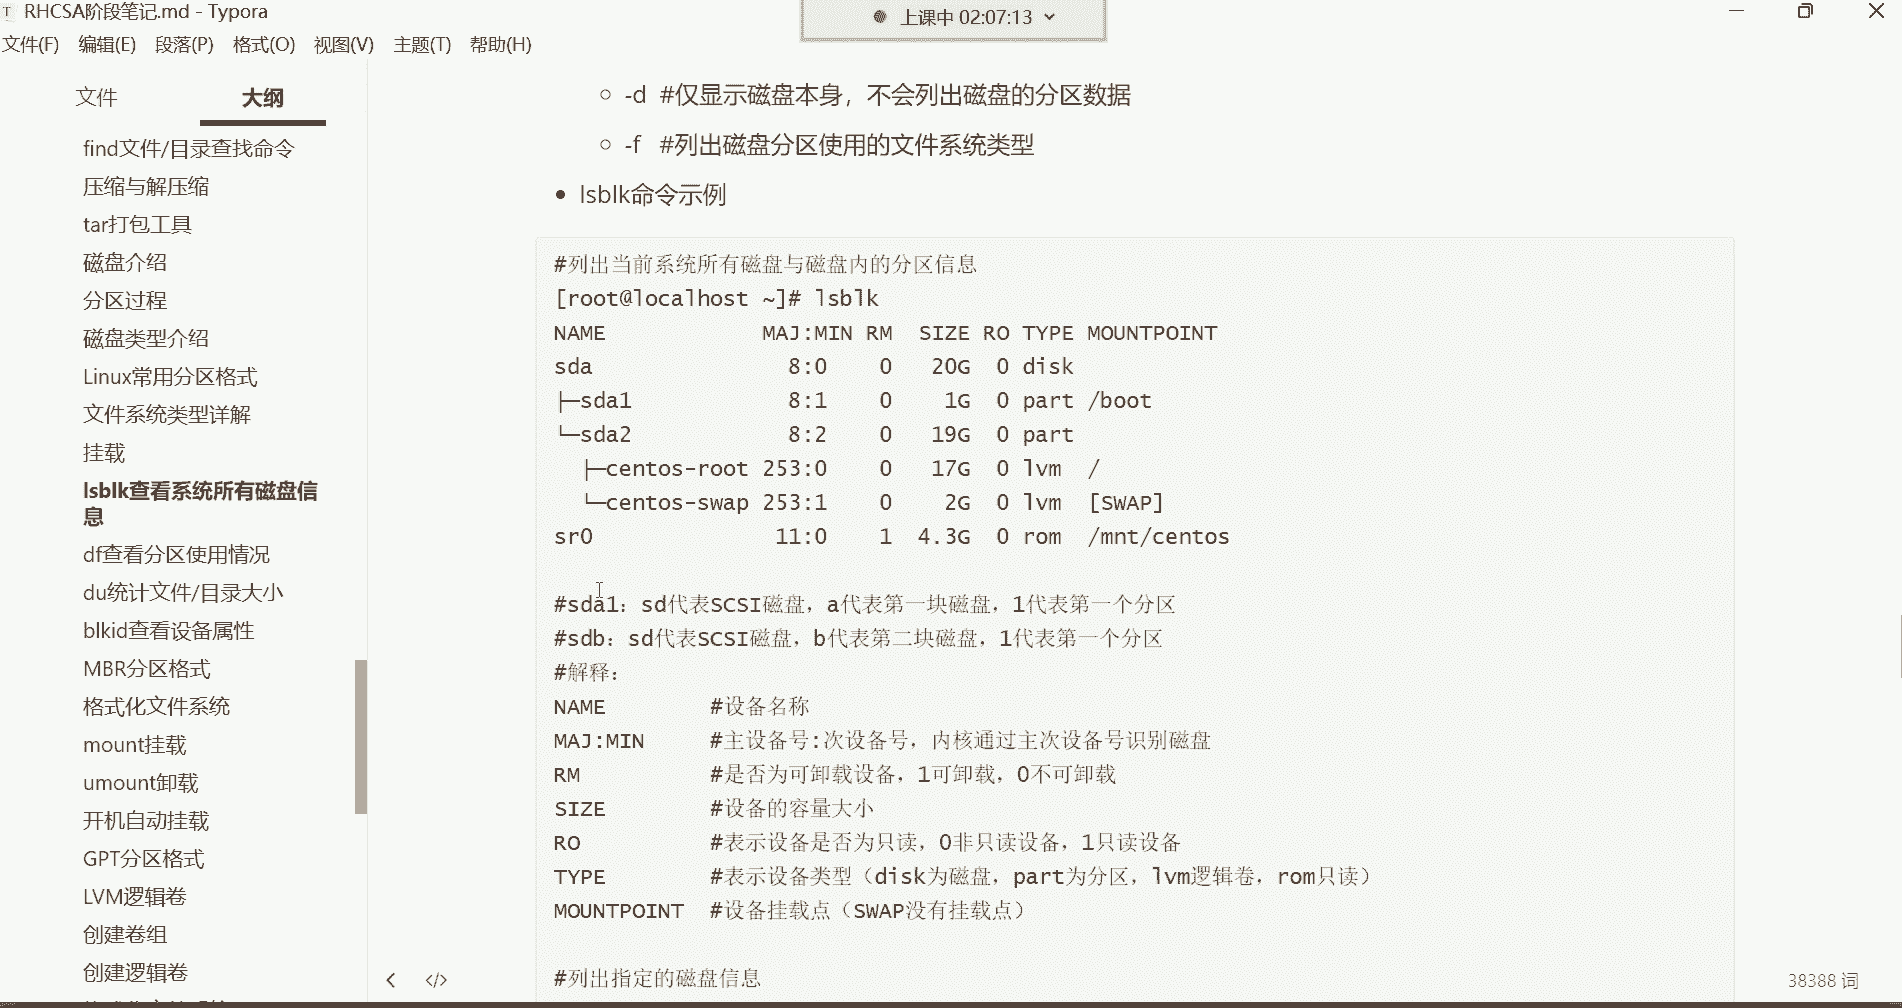 T RHCSA阶段笔记.md - Typora
上课中 02:07:13
文件(F) 编辑(E) 段落(P) 格式(O) 视图(V) 主题(T) 帮助(H)
文件 大纲
find文件/目录查找命令
压缩与解压缩
tar打包工具
磁盘介绍
分区过程
磁盘类型介绍
Linux常用分区格式
文件系统类型详解
挂载
lsblk查看系统所有磁盘信
息
df查看分区使用情况
du统计文件/目录大小
blkid查看设备属性
MBR分区格式
格式化文件系统
mount挂载
umount卸载
开机自动挂载
GPT分区格式
LVM逻辑卷
创建卷组
创建逻辑卷
-d #仅显示磁盘本身，不会列出磁盘的分区数据
-f #列出磁盘分区使用的文件系统类型
lsblk命令示例
#列出当前系统所有磁盘与磁盘内的分区信息
[root@localhost ~]# lsblk
NAME MAJ:MIN RM SIZE RO TYPE MOUNTPOINT
sda 8:0 0 20G 0 disk
├─sda1 8:1 0 1G 0 part /boot
└─sda2 8:2 0 19G 0 part
├─centos-root 253:0 0 17G 0 lvm /
└─centos-swap 253:1 0 2G 0 lvm [SWAP]
sr0 11:0 1 4.3G 0 rom /mnt/centos
#sda1：sd代表SCSI磁盘，a代表第一块磁盘，1代表第一个分区
#sdb：sd代表SCSI磁盘，b代表第二块磁盘，1代表第一个分区
#解释：
NAME #设备名称
MAJ:MIN #主设备号:次设备号，内核通过主次设备号识别磁盘
RM #是否为可卸载设备，1可卸载，0不可卸载
SIZE #设备的容量大小
RO #表示设备是否为只读，0非只读设备，1只读设备
TYPE #表示设备类型（disk为磁盘，part为分区，lvm逻辑卷，rom只读）
MOUNTPOINT #设备挂载点（SWAP没有挂载点）
#列出指定的磁盘信息
</> 38388 词